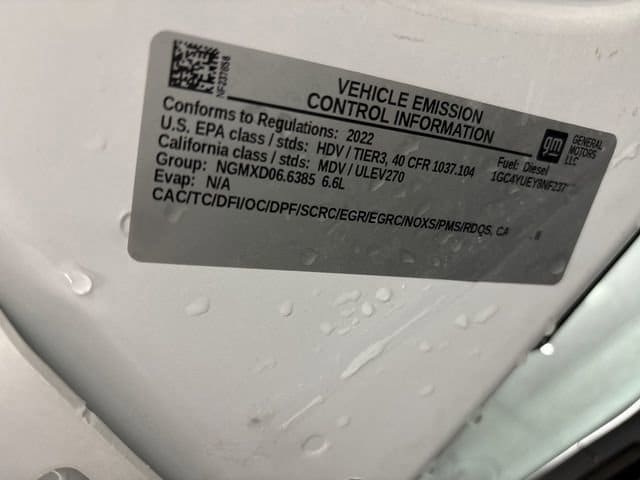 NF237858
VEHICLE EMISSION
CONTROL INFORMATION
Conforms to Regulations: 2022
U.S. EPA class / stds: HDV / TIER3, 40 CFR 1037.104
California class / stds: MDV / ULEV270
Group: NGMXD06.6385 6.6L
Evap: N/A
CAC/TC/DFI/OC/DPF/SCRC/EGR/EGRC/NOXS/PMS/RDQS, CA
gm
GENERAL
MOTORS
LLC
Fuel: Diesel